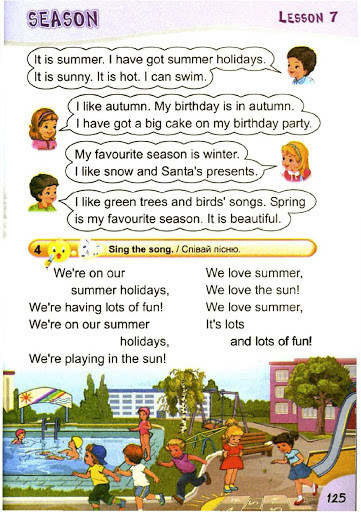 SEASON
LESSON 7
It is summer. I have got summer holidays.
It is sunny. It is hot. I can swim.
I like autumn. My birthday is in autumn.
I have got a big cake on my birthday party.
My favourite season is winter.
I like snow and Santa's presents.
I like green trees and birds' songs. Spring
is my favourite season. It is beautiful.
4 Sing the song. / Співай пісню.
We're on our
summer holidays,
We're having lots of fun!
We're on our summer
holidays,
We're playing in the sun!
We love summer,
We love the sun!
We love summer,
It's lots
and lots of fun!
125